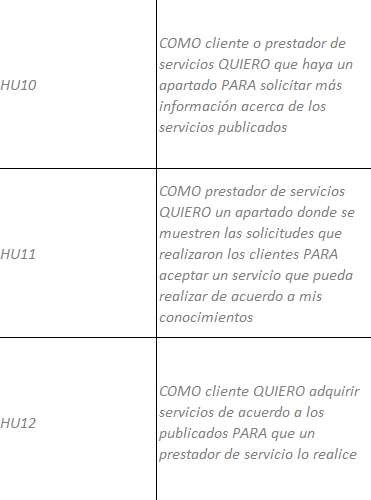 HU10
COMO cliente o prestador de
servicios QUIERO que haya un
apartado PARA solicitar más
información acerca de los
servicios publicados
HU11
COMO prestador de servicios
QUIERO un apartado donde se
muestren las solicitudes que
realizaron los clientes PARA
aceptar un servicio que pueda
realizar de acuerdo a mis
conocimientos
HU12
COMO cliente QUIERO adquirir
servicios de acuerdo a los
publicados PARA que un
prestador de servicio lo realice